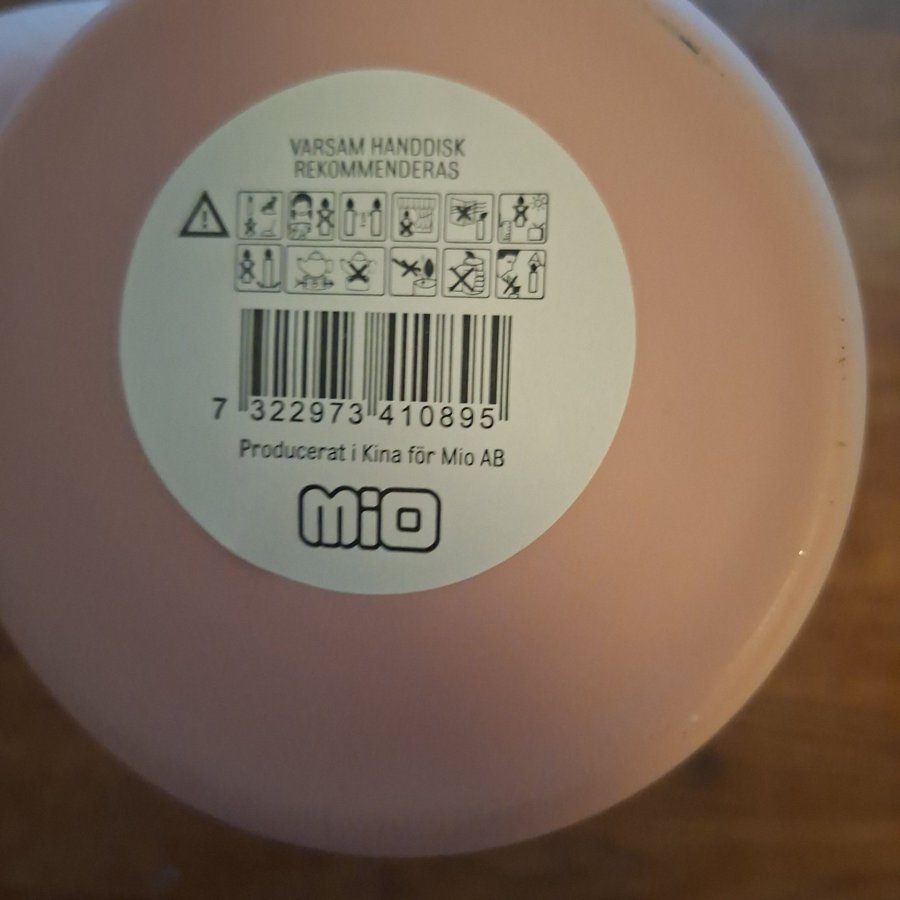 VARSAM HANDDISK
REKOMMENDERAS
7 322973 410895
Producerat i Kina för Mio AB
MiO